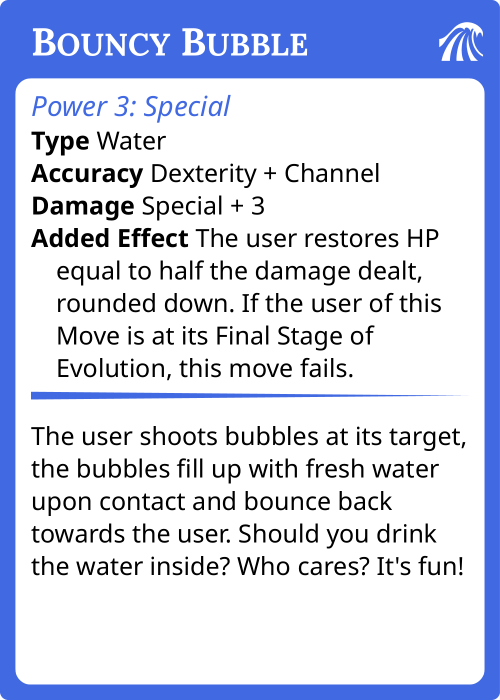 Bouncy Bubble
Power 3: Special
Type Water
Accuracy Dexterity + Channel
Damage Special + 3
Added Effect The user restores HP
equal to half the damage dealt,
rounded down. If the user of this
Move is at its Final Stage of
Evolution, this move fails.
The user shoots bubbles at its target,
the bubbles fill up with fresh water
upon contact and bounce back
towards the user. Should you drink
the water inside? Who cares? It's fun!